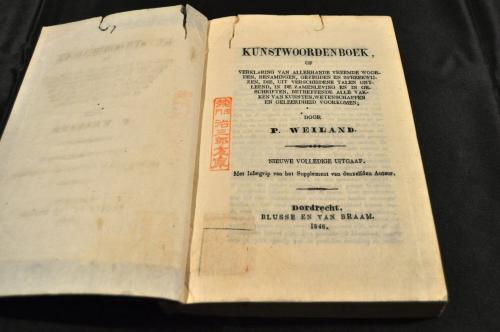 KUNSTWOORDENBOEK,
OF
VERKLARING VAN ALLERHANDE VREEMDE WOOR-
DEN, BENAMINGEN, GEZEGDEN EN SPREEKWIJ-
ZEN, DIE, UIT VERSCHEIDENE TALEN ONT-
LEEND, IN DE ZAMENLEVING EN IN GE-
SCHRIFTEN, BETREFFENDE ALLE VAK-
KEN VAN KUNSTEN, WETENSCHAPPEN
EN GELEERDHEID VOORKOMEN,
DOOR
P. WEILAND.
NIEUWE VOLLEDIGE UITGAAF.
Met Inbegrip van het Supplement van denzelfden Auteur.
Dordrecht.
BLUSSÉ EN VAN BRAAM.
1846.